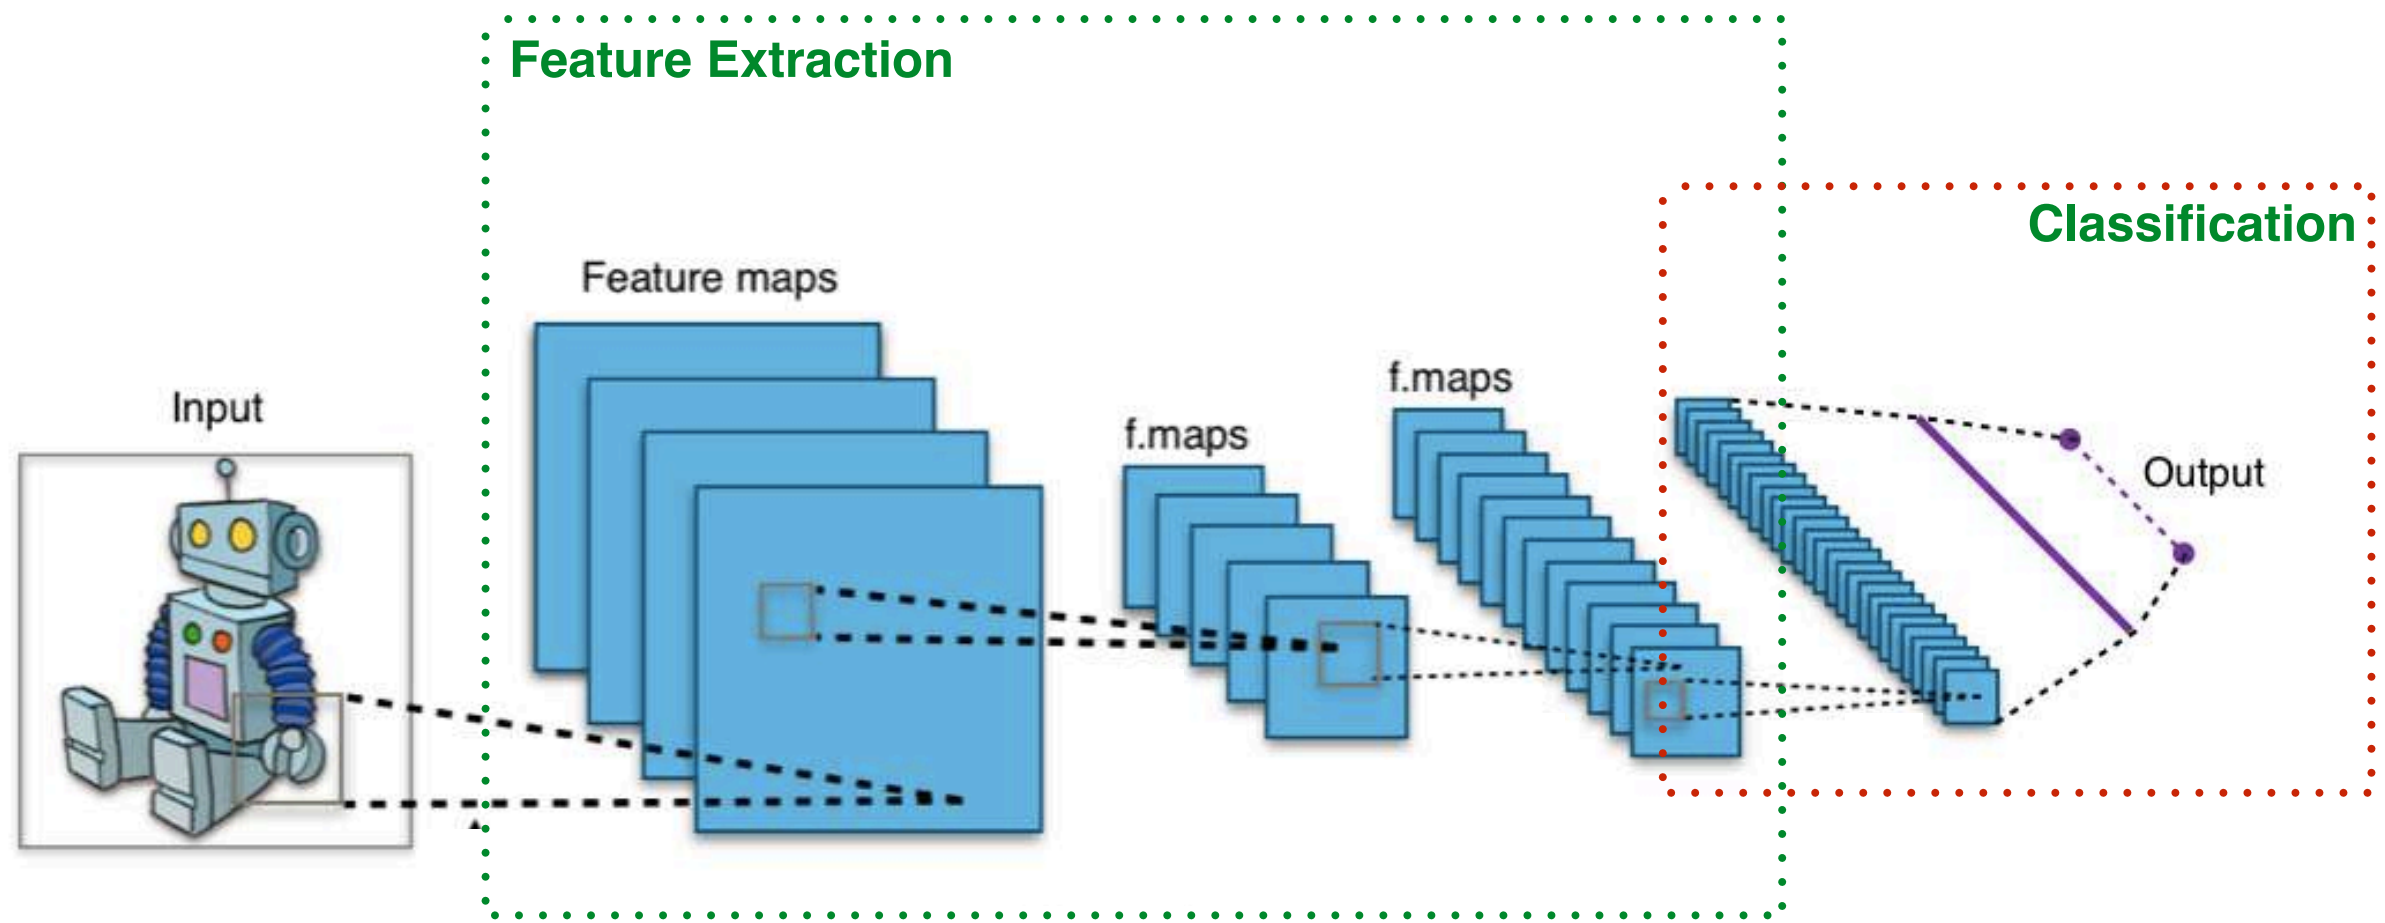 Feature Extraction
Classification
Feature maps
f.maps
f.maps
Input
Output